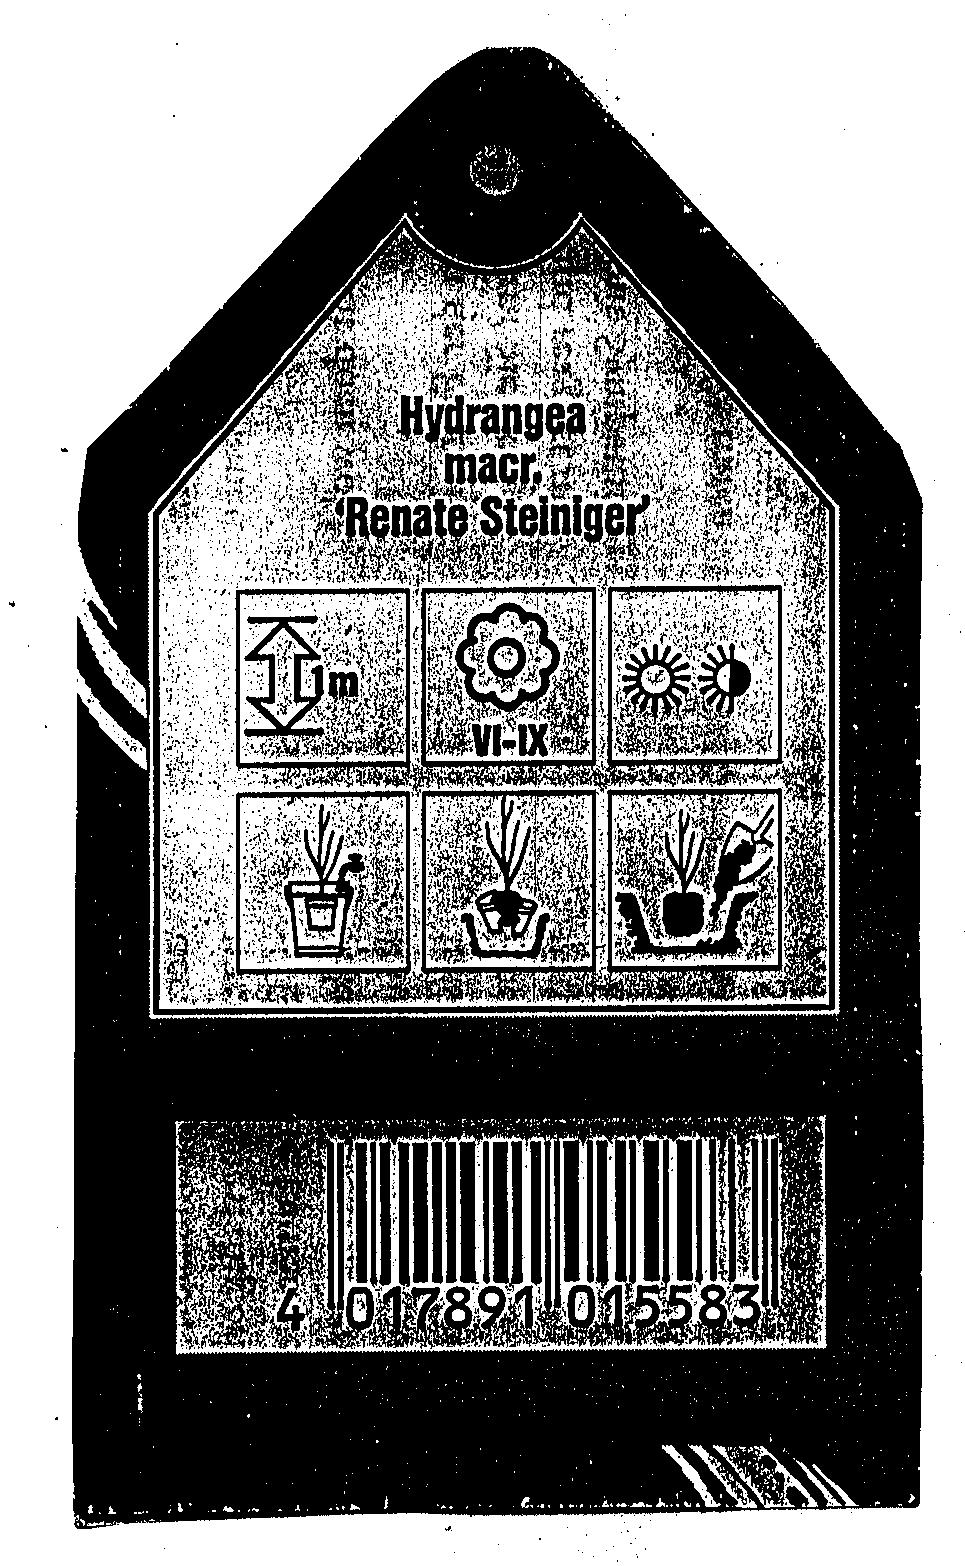 Hydrangea
macr.
'Renate Steiniger'
1m
VI-IX
4 017891 015583